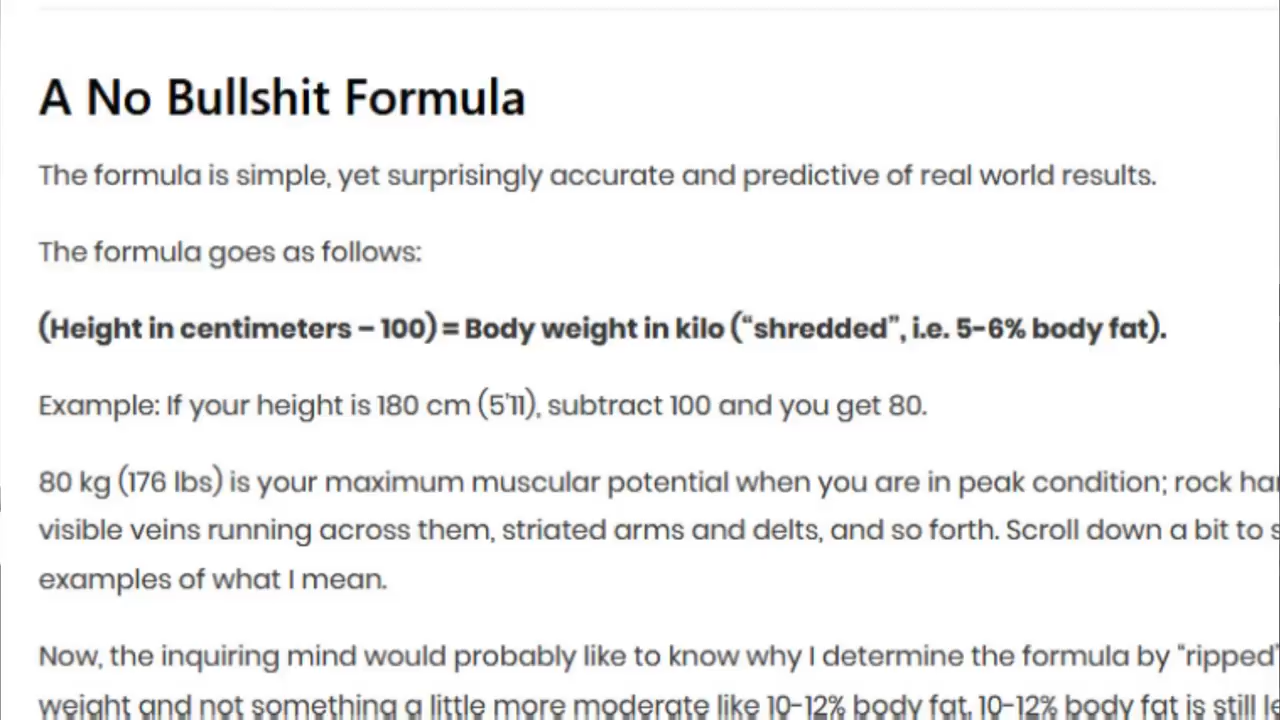 A No Bullshit Formula
The formula is simple, yet surprisingly accurate and predictive of real world results.
The formula goes as follows:
(Height in centimeters – 100) = Body weight in kilo (“shredded”, i.e. 5-6% body fat).
Example: If your height is 180 cm (5’11), subtract 100 and you get 80.
80 kg (176 lbs) is your maximum muscular potential when you are in peak condition; rock
visible veins running across them, striated arms and delts, and so forth. Scroll down a bit to
examples of what I mean.
Now, the inquiring mind would probably like to know why I determine the formula by “ripped”
weight and not something a little more moderate like 10-12% body fat. 10-12% body fat is still